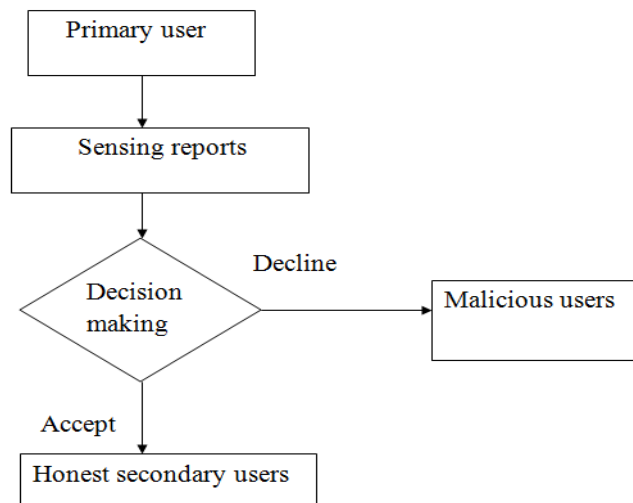 Primary user
Sensing reports
Decline
Decision
making
Malicious users
Accept
Honest secondary users